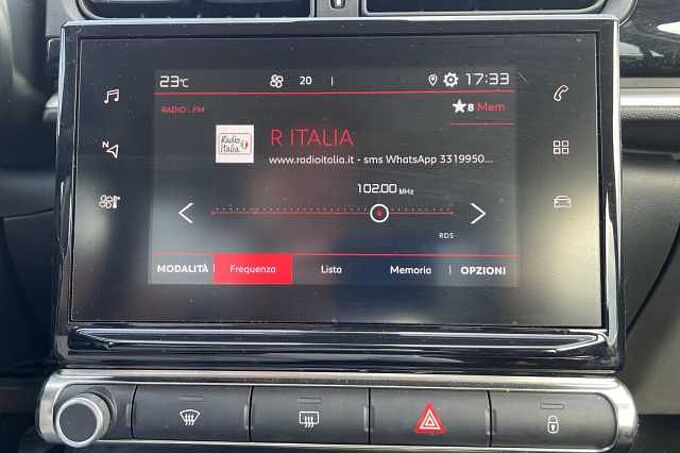 23°C 20 | 17:33
RADIO : FM 8 Mem
Radio Italia
R ITALIA
www.radioitalia.it - sms WhatsApp 3319950...
102.00 MHz
N
RDS
MODALITÀ Frequenza Lista Memoria OPZIONI